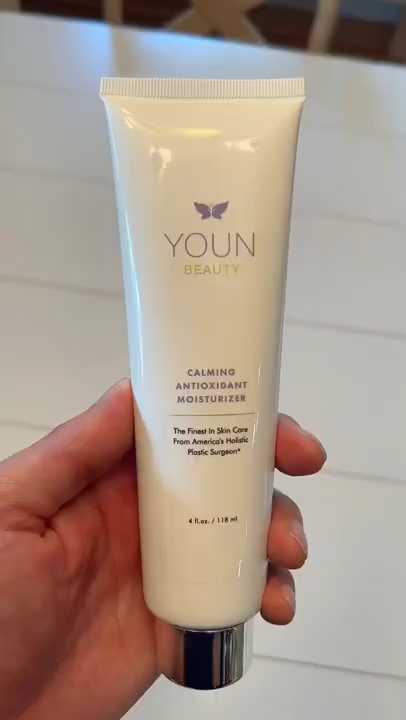 YOUN
BEAUTY
CALMING
ANTIOXIDANT
MOISTURIZER
The Finest In Skin Care
From America's Holistic
Plastic Surgeon®
4 fl.oz. / 118 ml